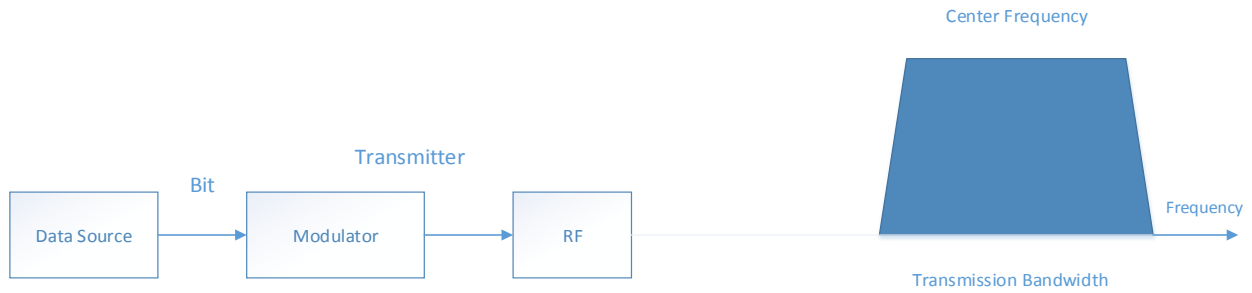 Center Frequency
Transmitter
Bit
Frequency
Data Source
Modulator
RF
Transmission Bandwidth